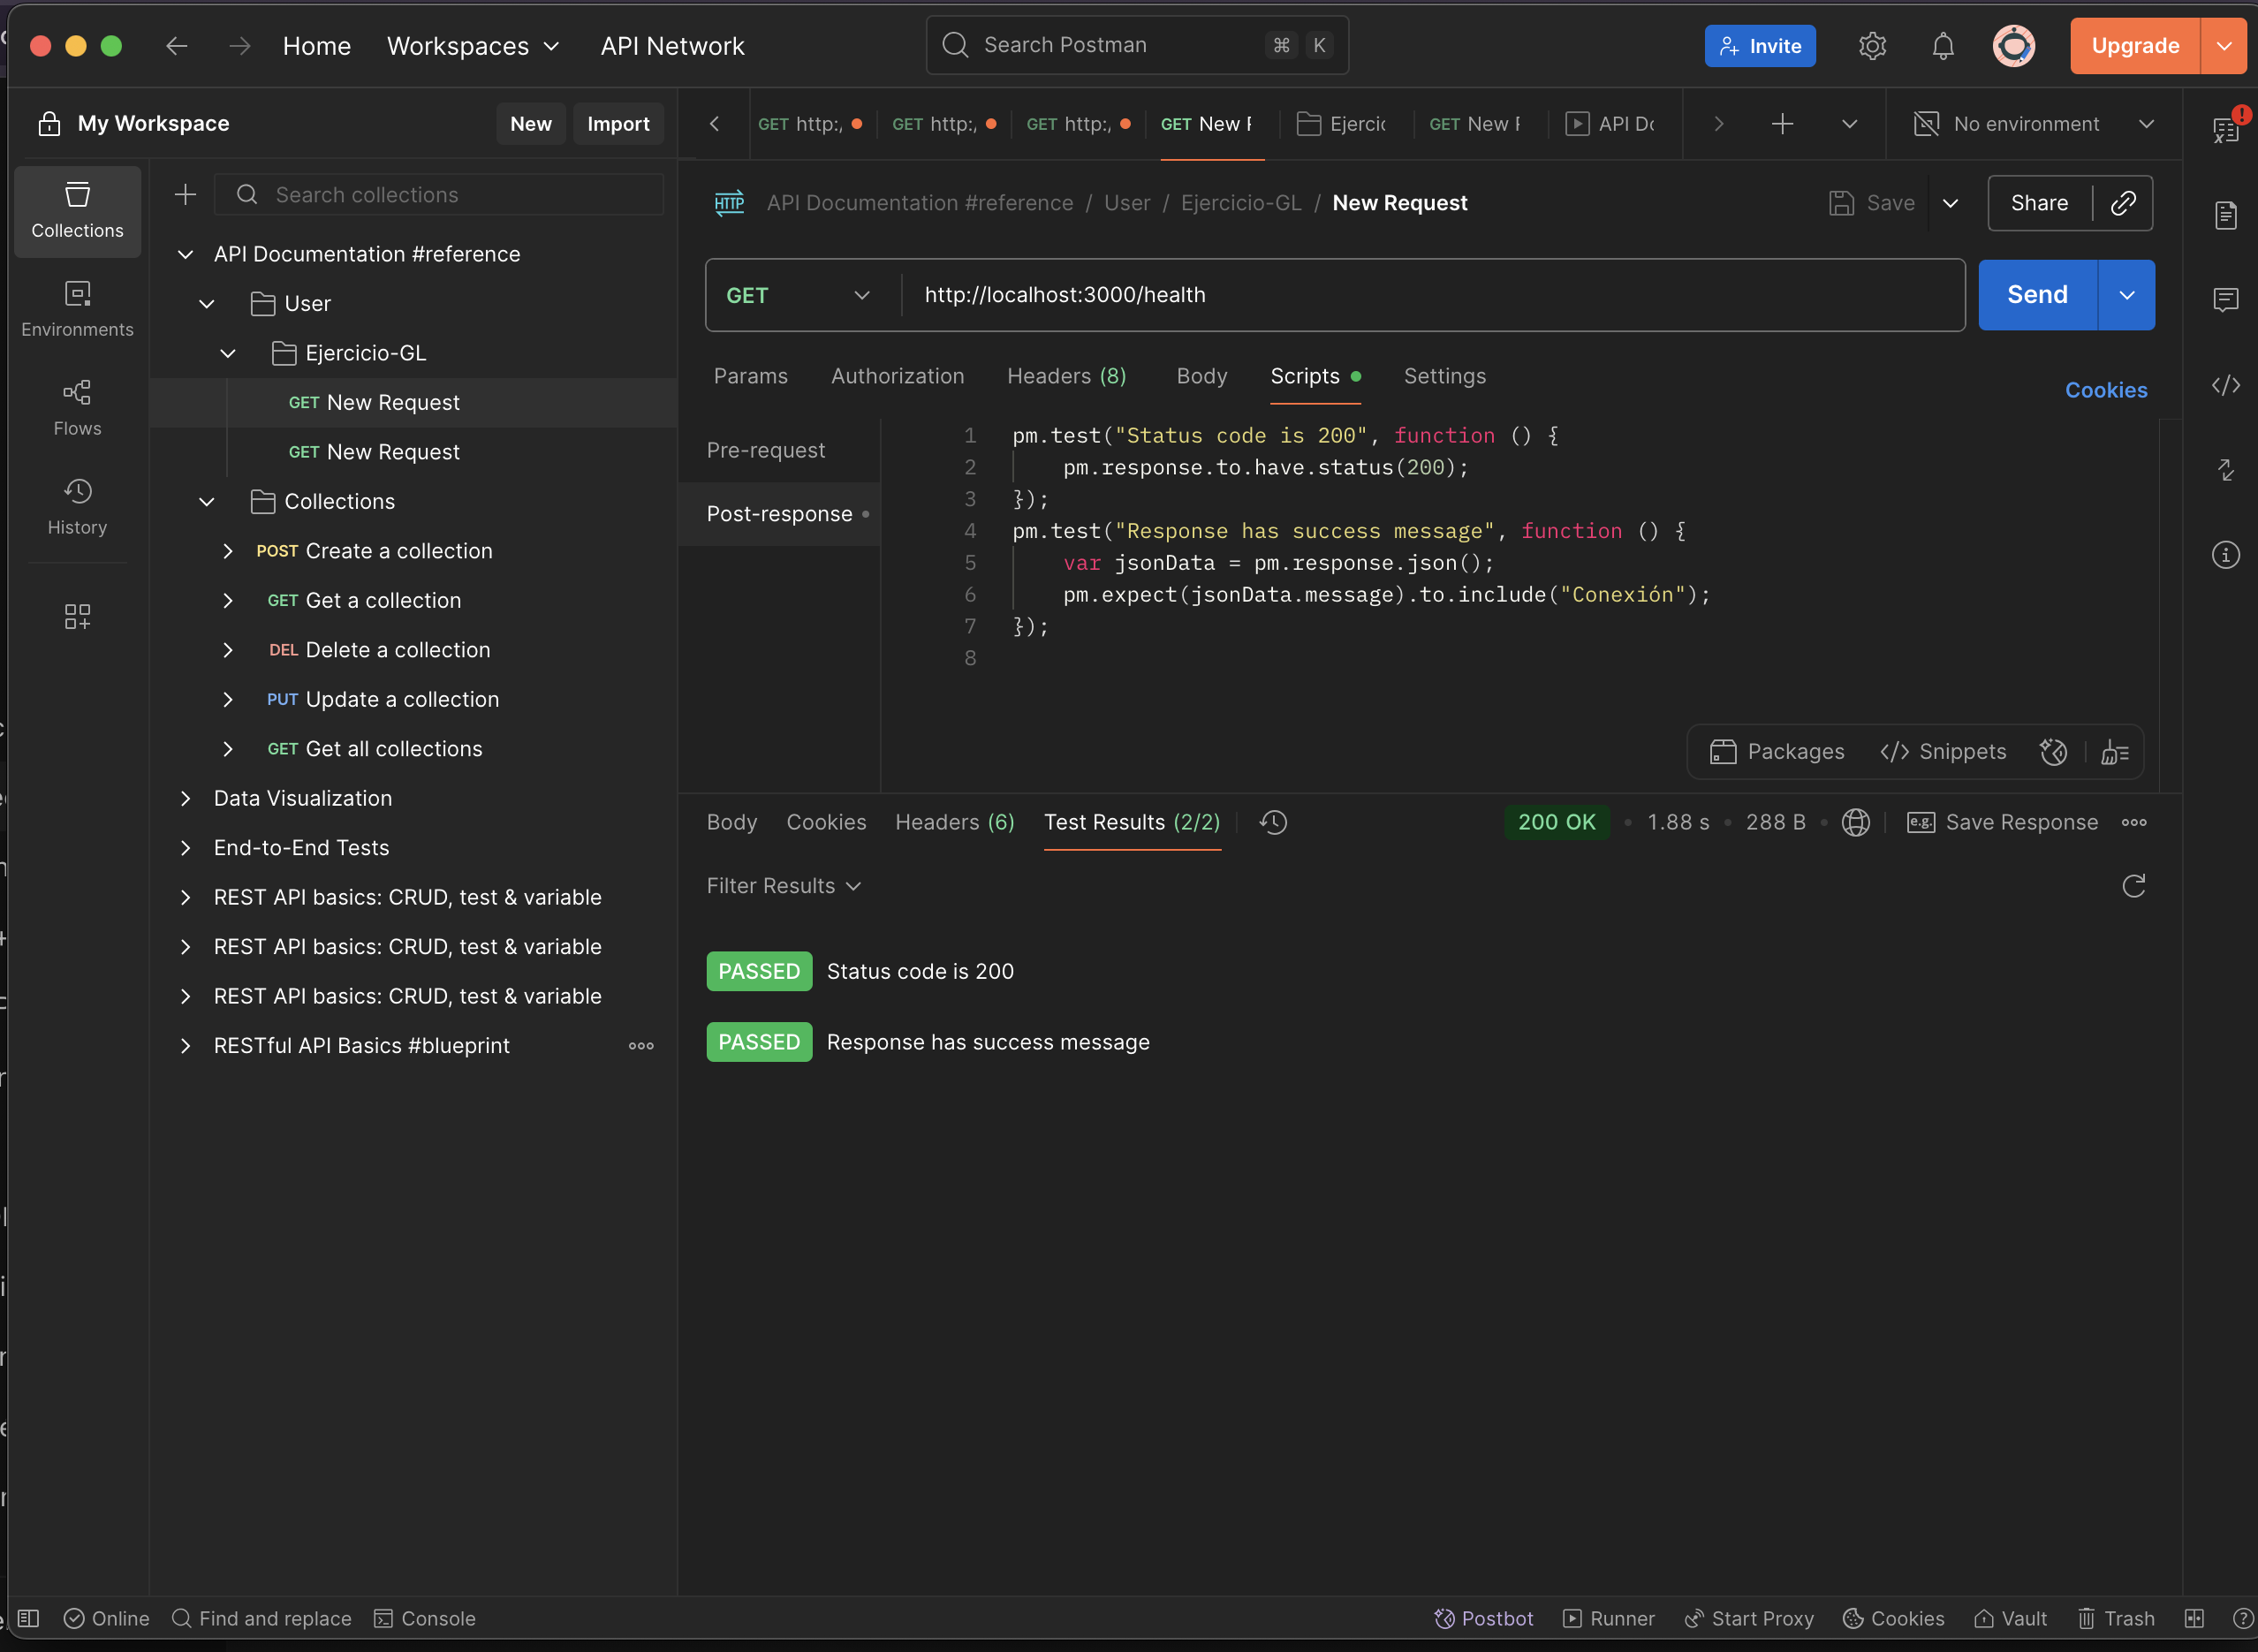 Home Workspaces API Network
Search Postman ⌘ K
Invite
Upgrade
My Workspace
New Import
GET http:/
GET http:/
GET http:/
GET New
Ejercic
GET New
API Do
No environment
Collections
Environments
Flows
History
Search collections
API Documentation #reference
User
Ejercicio-GL
GET New Request
GET New Request
Collections
POST Create a collection
GET Get a collection
DEL Delete a collection
PUT Update a collection
GET Get all collections
Data Visualization
End-to-End Tests
REST API basics: CRUD, test & variable
REST API basics: CRUD, test & variable
REST API basics: CRUD, test & variable
RESTful API Basics #blueprint
HTTP API Documentation #reference / User / Ejercicio-GL / New Request
Save
Share
GET http://localhost:3000/health
Send
Params Authorization Headers (8) Body Scripts Settings
Cookies
Pre-request
Post-response
1 pm.test("Status code is 200", function () {
2 pm.response.to.have.status(200);
3 });
4 pm.test("Response has success message", function () {
5 var jsonData = pm.response.json();
6 pm.expect(jsonData.message).to.include("Conexión");
7 });
8
Packages </> Snippets
Body Cookies Headers (6) Test Results (2/2)
200 OK • 1.88 s • 288 B
e.g. Save Response
Filter Results
PASSED Status code is 200
PASSED Response has success message
Online Find and replace Console
Postbot Runner Start Proxy Cookies Vault Trash